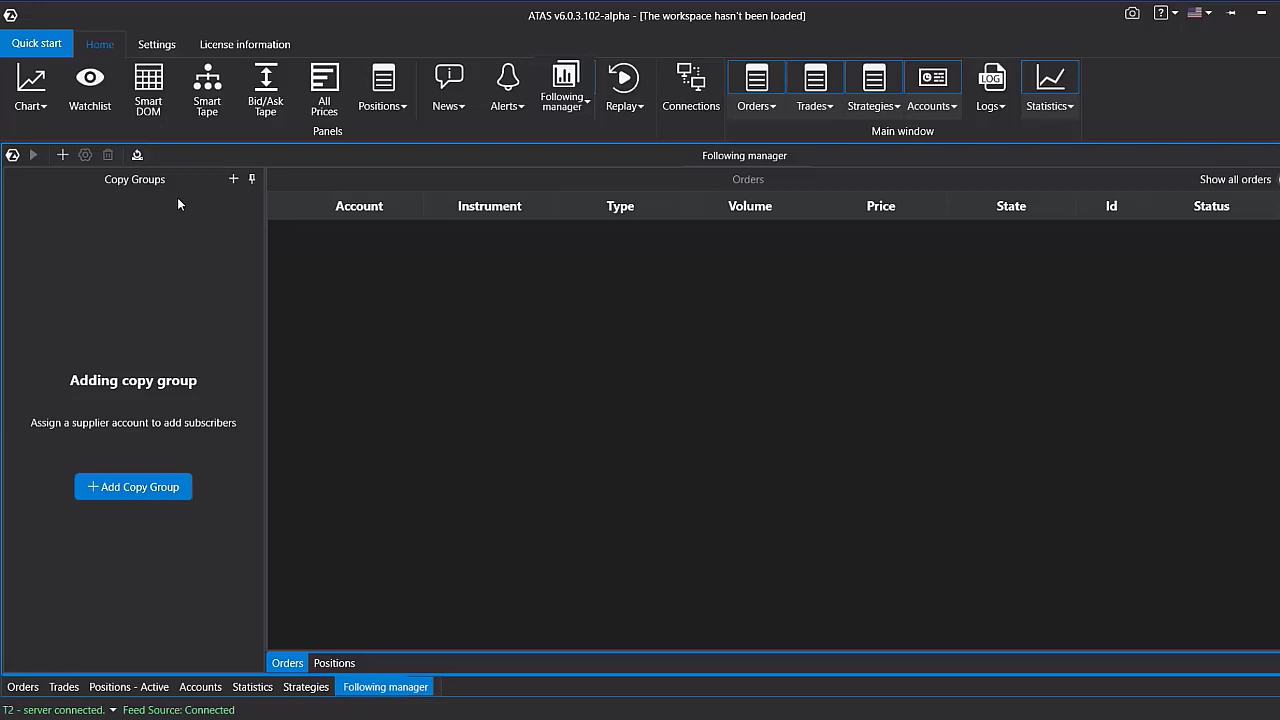 ATAS v6.0.3.102-alpha - [The workspace hasn't been loaded]
?
Quick start
Home
Settings
License information
Chart
Watchlist
Smart
DOM
Smart
Tape
Bid/Ask
Tape
All
Prices
Positions
News
Alerts
Following
manager
Replay
Connections
Orders
Trades
Strategies
Accounts
LOG
Logs
Statistics
Panels
Main window
Following manager
Copy Groups
Orders
Show all orders
Account
Instrument
Type
Volume
Price
State
Id
Status
Adding copy group
Assign a supplier account to add subscribers
+ Add Copy Group
Orders
Positions
Orders
Trades
Positions - Active
Accounts
Statistics
Strategies
Following manager
T2 - server connected.
Feed Source: Connected